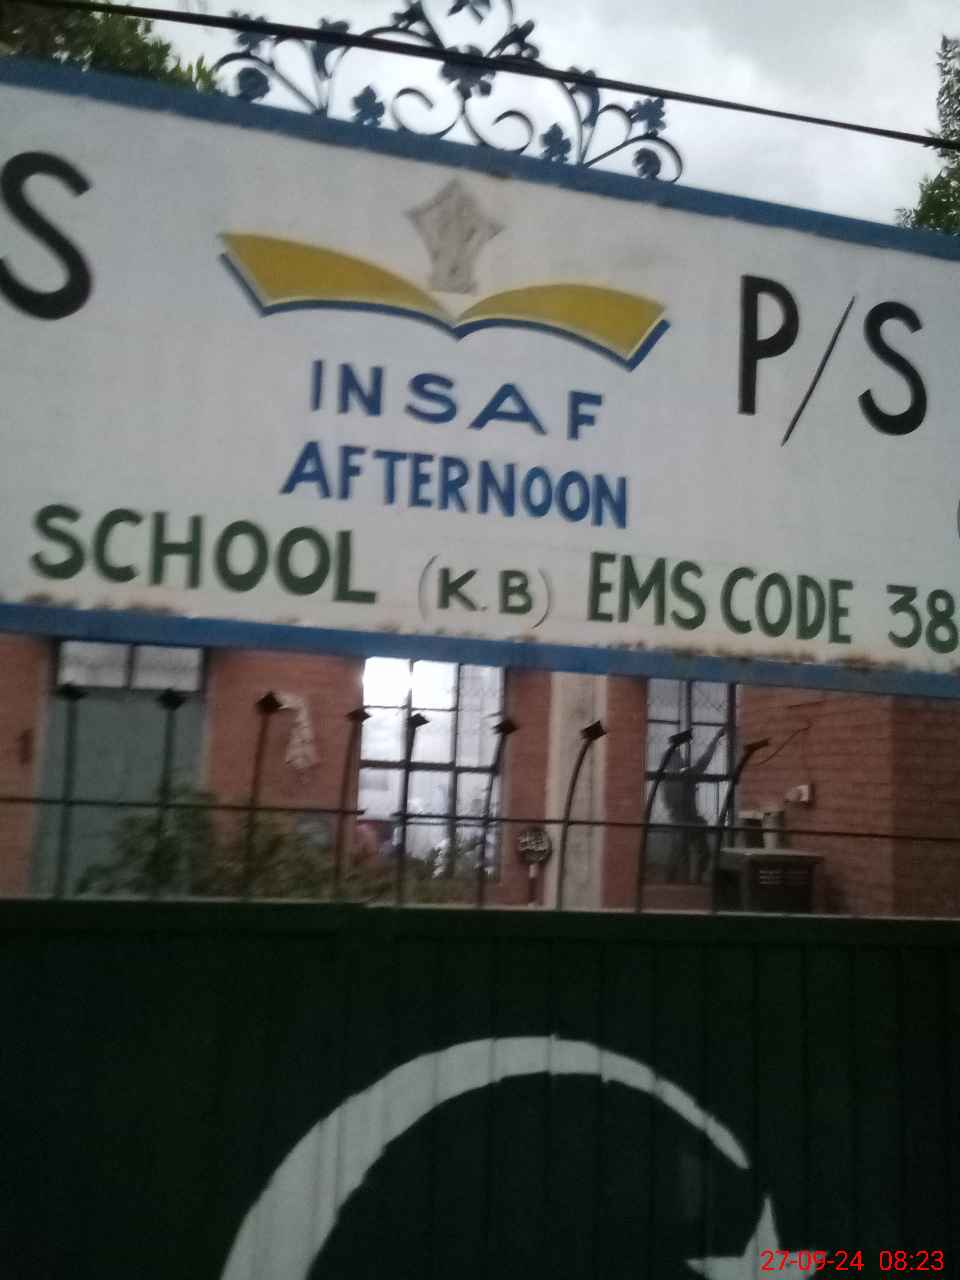 S
P/S
INSAF
AFTERNOON
SCHOOL (K.B) EMS CODE 38
27-09-24 08:23